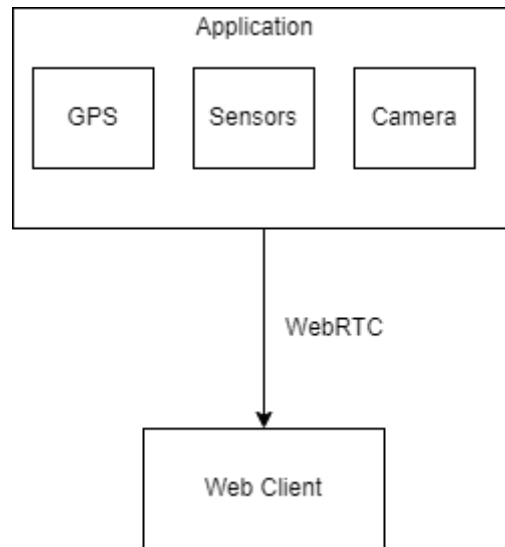 Application
GPS
Sensors
Camera
WebRTC
Web Client